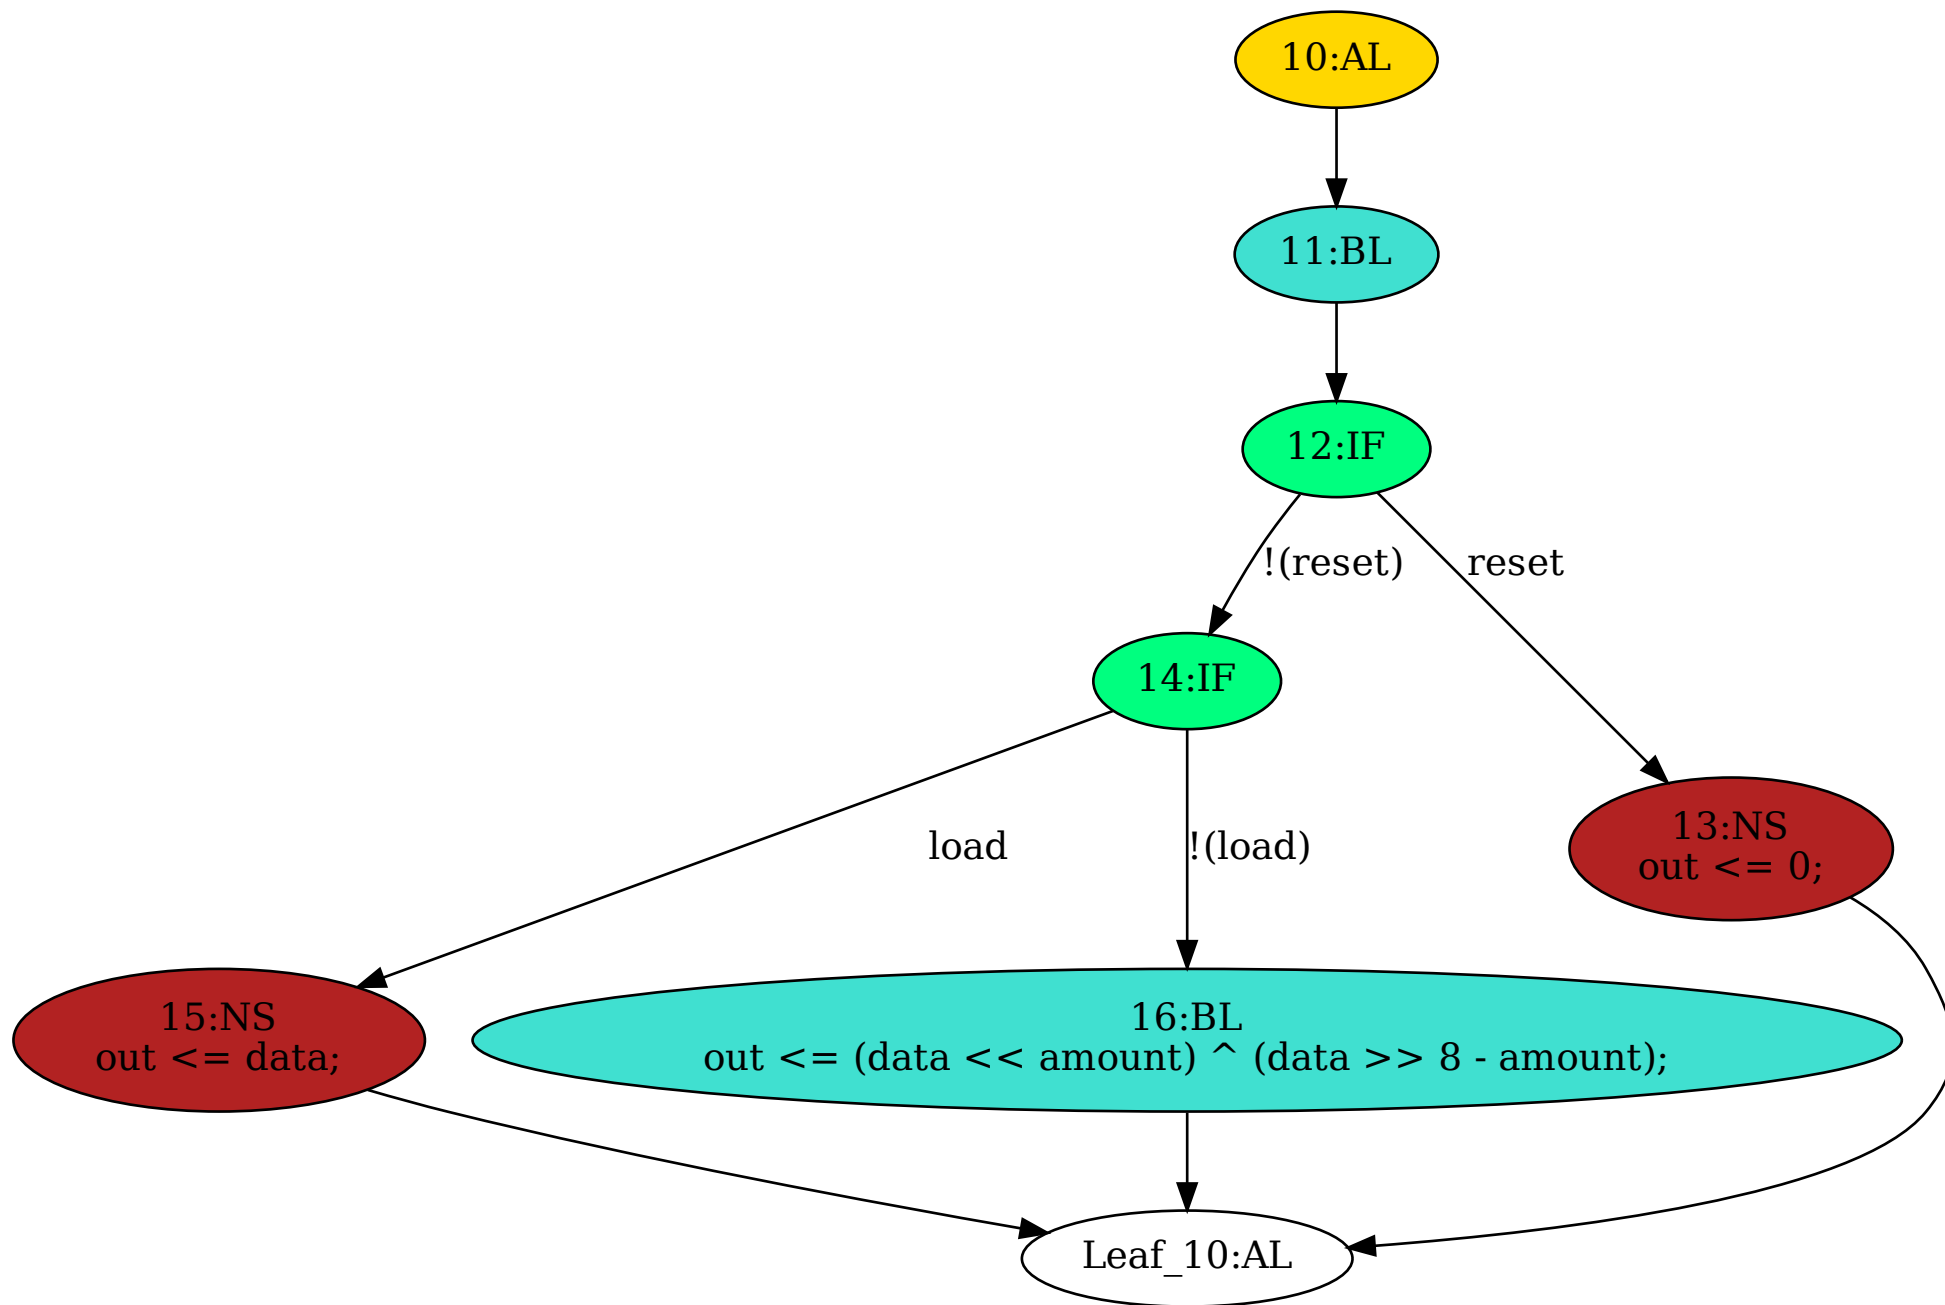 10:AL
11:BL
12:IF
!(reset)
reset
14:IF
load
!(load)
13:NS
out <= 0;
15:NS
out <= data;
16:BL
out <= (data << amount) ^ (data >> 8 - amount);
Leaf_10:AL